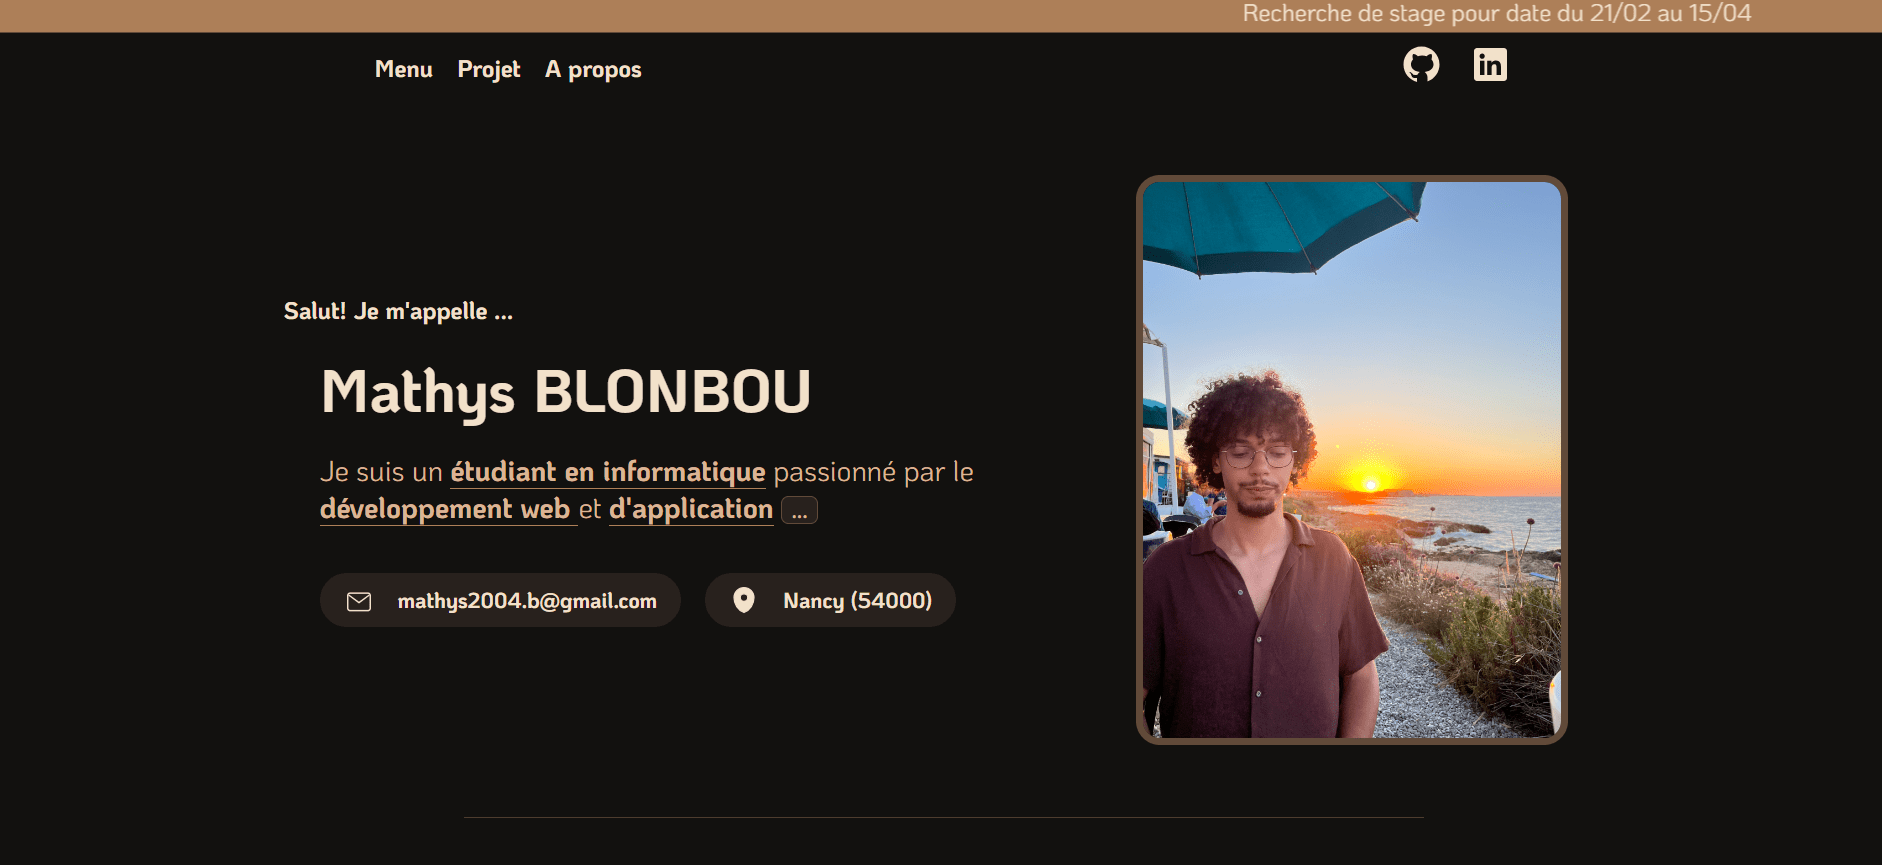 Recherche de stage pour date du 21/02 au 15/04
Menu Projet A propos
in
Salut! Je m'appelle ...
Mathys BLONBOU
Je suis un étudiant en informatique passionné par le
développement web et d'application ...
mathys2004.b@gmail.com Nancy (54000)